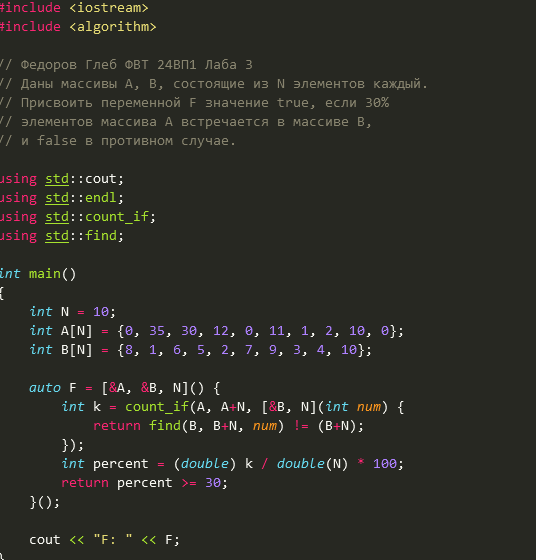 #include <iostream>
#include <algorithm>
// Федоров Глеб ФВТ 24ВП1 Лаба 3
// Даны массивы А, В, состоящие из N элементов каждый.
// Присвоить переменной F значение true, если 30%
// элементов массива А встречается в массиве В,
// и false в противном случае.
using std::cout;
using std::endl;
using std::count_if;
using std::find;
int main()
{
    int N = 10;
    int A[N] = {0, 35, 30, 12, 0, 11, 1, 2, 10, 0};
    int B[N] = {8, 1, 6, 5, 2, 7, 9, 3, 4, 10};
    auto F = [&A, &B, N]() {
        int k = count_if(A, A+N, [&B, N](int num) {
            return find(B, B+N, num) != (B+N);
        });
        int percent = (double) k / double(N) * 100;
        return percent >= 30;
    }();
    cout << "F: " << F;
}